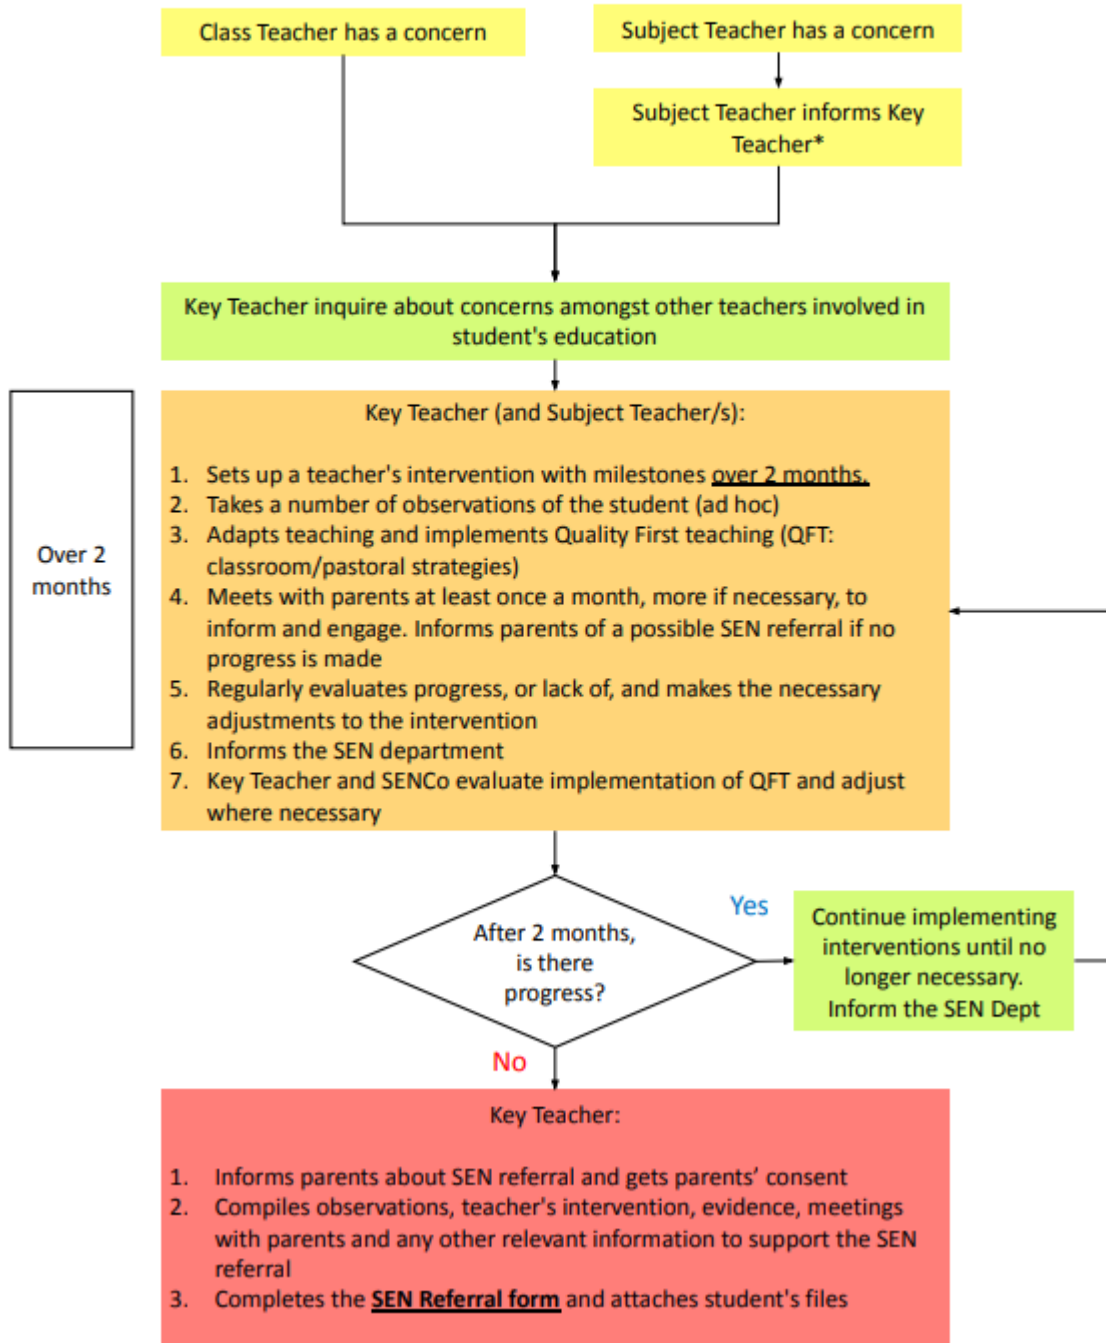 Class Teacher has a concern
Subject Teacher has a concern
Subject Teacher informs Key
Teacher*
Key Teacher inquire about concerns amongst other teachers involved in
student's education
Over 2
months
Key Teacher (and Subject Teacher/s):
1. Sets up a teacher's intervention with milestones over 2 months.
2. Takes a number of observations of the student (ad hoc)
3. Adapts teaching and implements Quality First teaching (QFT:
classroom/pastoral strategies)
4. Meets with parents at least once a month, more if necessary, to
inform and engage. Informs parents of a possible SEN referral if no
progress is made
5. Regularly evaluates progress, or lack of, and makes the necessary
adjustments to the intervention
6. Informs the SEN department
7. Key Teacher and SENCo evaluate implementation of QFT and adjust
where necessary
After 2 months,
is there
progress?
Yes
Continue implementing
interventions until no
longer necessary.
Inform the SEN Dept
No
Key Teacher:
1. Informs parents about SEN referral and gets parents’ consent
2. Compiles observations, teacher's intervention, evidence, meetings
with parents and any other relevant information to support the SEN
referral
3. Completes the SEN Referral form and attaches student's files